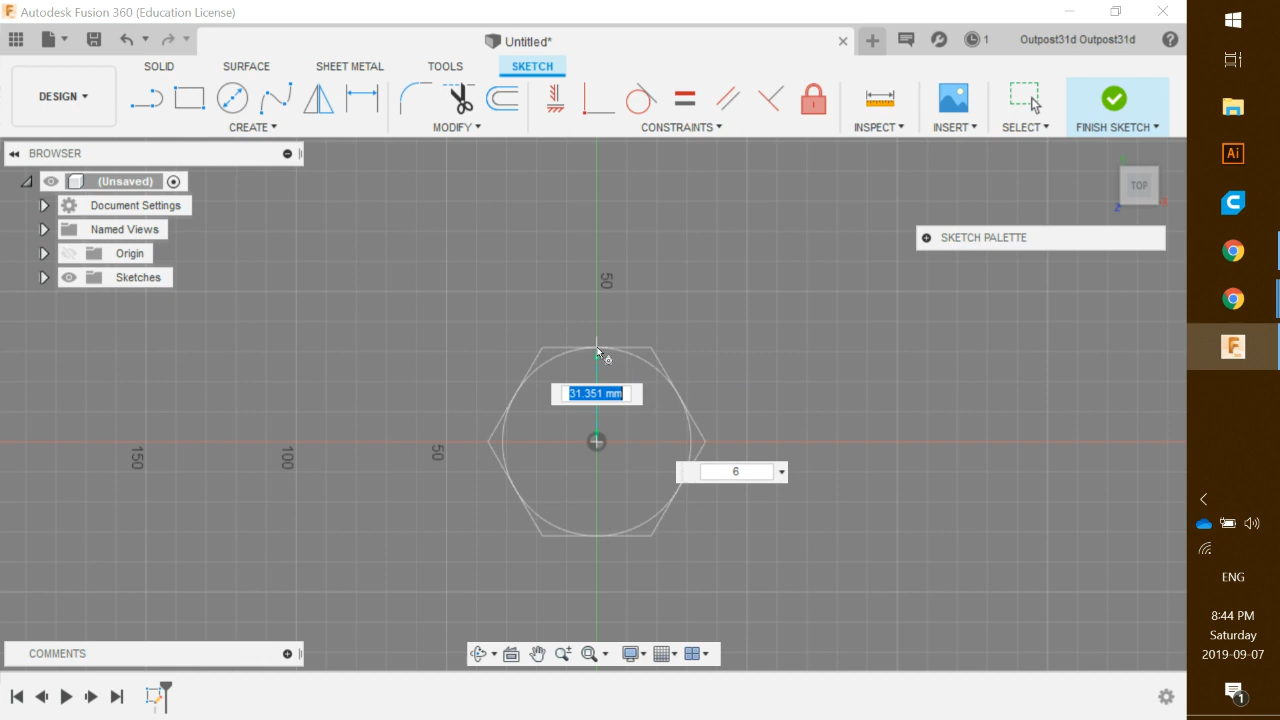 Autodesk Fusion 360 (Education License)
Untitled*
1
Outpost31d Outpost31d
DESIGN
SOLID
SURFACE
SHEET METAL
TOOLS
SKETCH
CREATE
MODIFY
CONSTRAINTS
INSPECT
INSERT
SELECT
FINISH SKETCH
BROWSER
(Unsaved)
Document Settings
Named Views
Origin
Sketches
TOP
Z
X
SKETCH PALETTE
50
31.351 mm
150
100
50
6
COMMENTS
Ai
F
ENG
8:44 PM
Saturday
2019-09-07
1